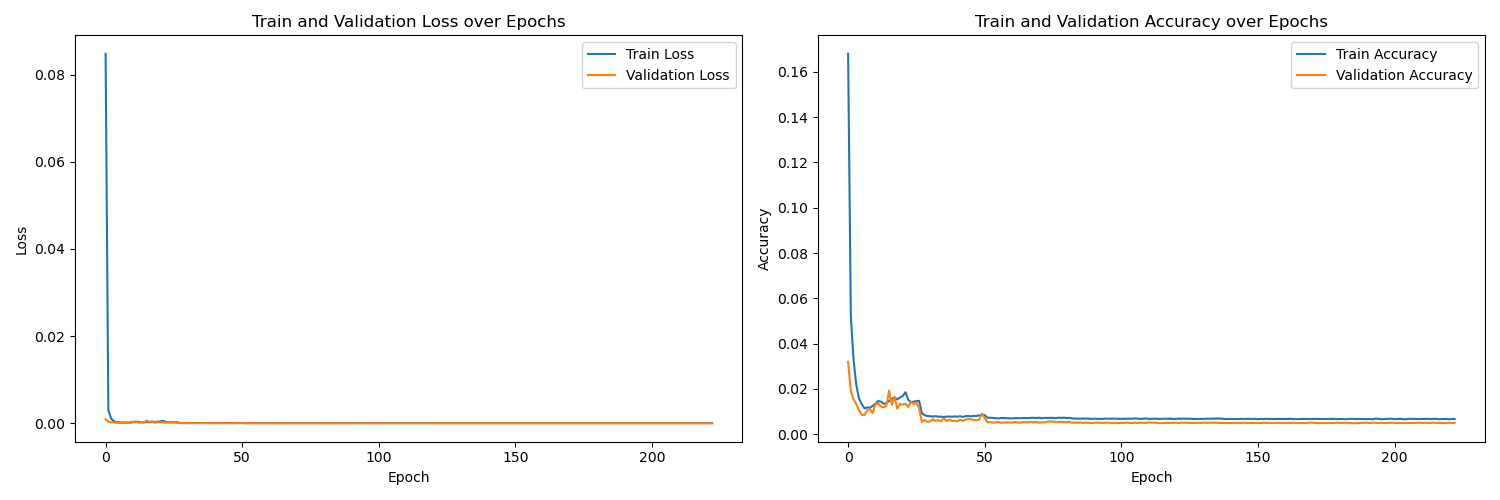 Train and Validation Loss over Epochs
Train Loss
Validation Loss
0.08
0.06
0.04
0.02
0.00
Loss
0
50
100
150
200
Epoch
Train and Validation Accuracy over Epochs
Train Accuracy
Validation Accuracy
0.16
0.14
0.12
0.10
0.08
0.06
0.04
0.02
0.00
Accuracy
0
50
100
150
200
Epoch